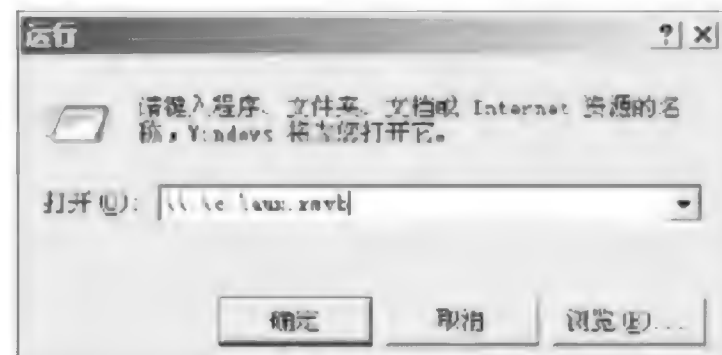 运行
请键入程序、文件夹、文档或 Internet 资源的名
称，Windows 将为您打开它。
打开(O):
确定
取消
浏览(B)...